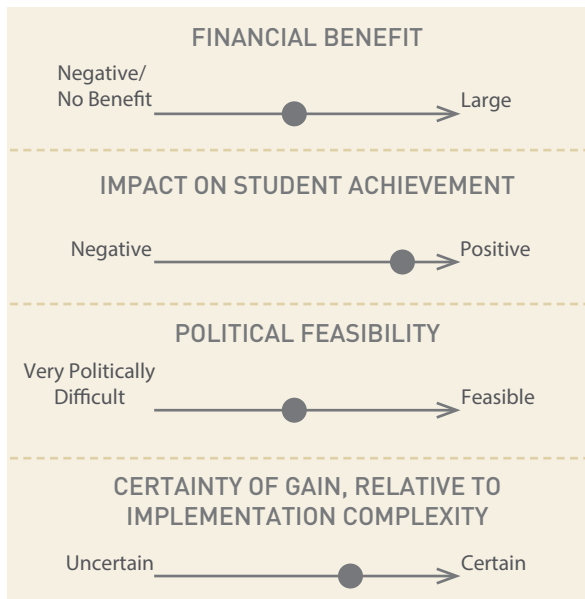 FINANCIAL BENEFIT
Negative/
No Benefit
Large
IMPACT ON STUDENT ACHIEVEMENT
Negative
Positive
POLITICAL FEASIBILITY
Very Politically
Difficult
Feasible
CERTAINTY OF GAIN, RELATIVE TO
IMPLEMENTATION COMPLEXITY
Uncertain
Certain